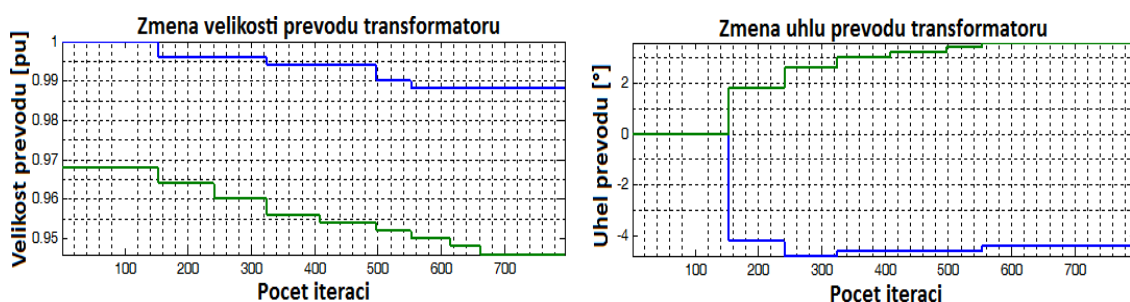 Zmena velikosti prevodu transformatoru
Velikost prevodu [pu]
1
0.99
0.98
0.97
0.96
0.95
100 200 300 400 500 600 700
Pocet iteraci
Zmena uhlu prevodu transformatoru
Uhel prevodu [°]
2
0
-2
-4
100 200 300 400 500 600 700
Pocet iteraci